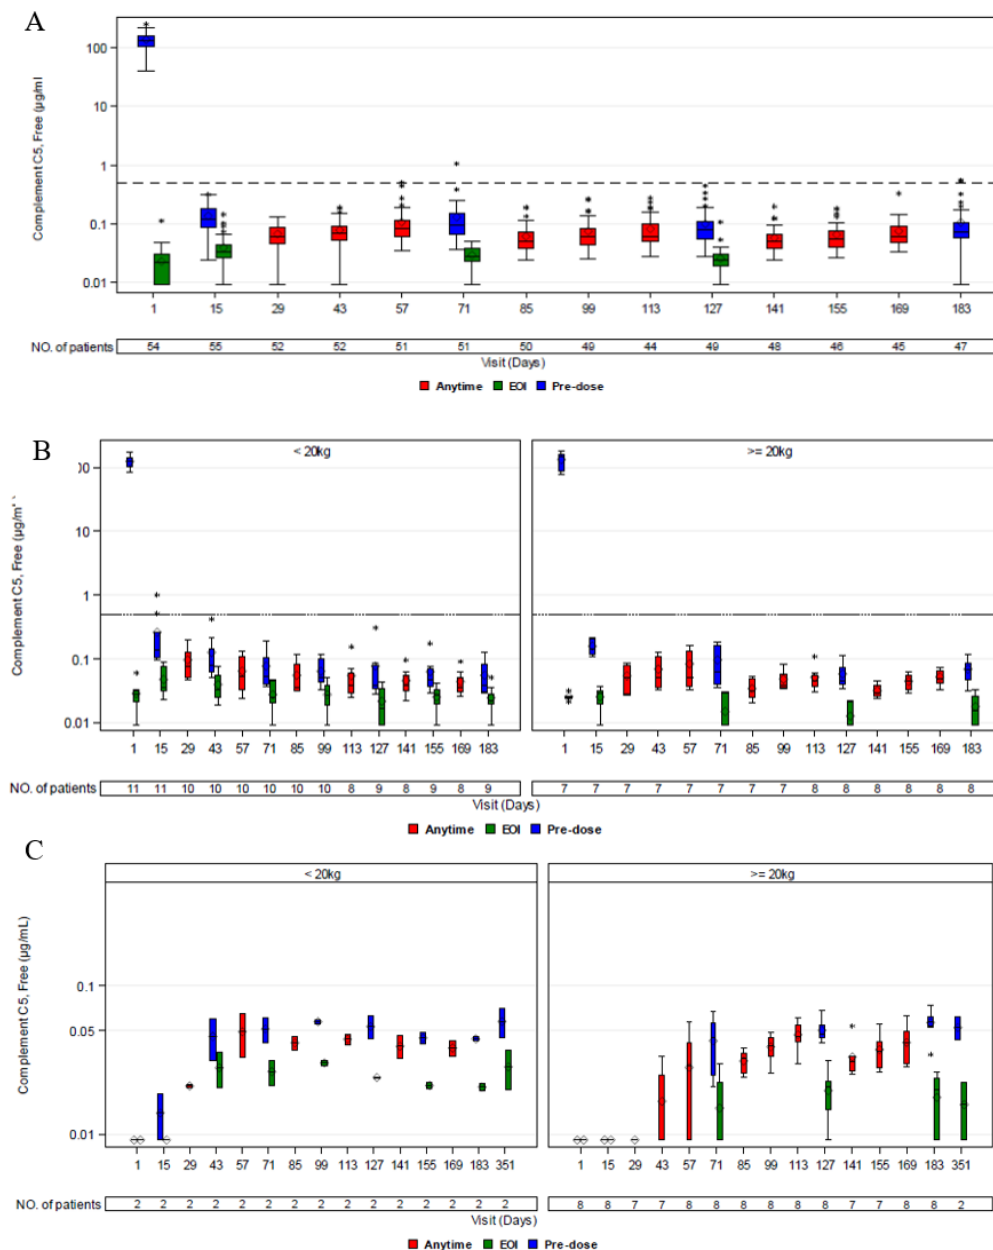 A
Complement C5, Free (µg/ml
100
10
1
0.1
0.01
1 15 29 43 57 71 85 99 113 127 141 155 169 183
NO. of patients 54 55 52 52 51 51 50 49 44 49 48 46 45 47
Visit (Days)
Anytime EOI Pre-dose
B
< 20kg >= 20kg
Complement C5, Free (µg/m
00
10
1
0.1
0.01
1 15 29 43 57 71 85 99 113 127 141 155 169 183 1 15 29 43 57 71 85 99 113 127 141 155 169 183
NO. of patients 11 11 10 10 10 10 10 10 8 9 8 9 8 9 7 7 7 7 7 7 7 7 8 8 8 8 8 8
Visit (Days)
Anytime EOI Pre-dose
C
< 20kg >= 20kg
Complement C5, Free (µg/mL)
0.1
0.05
0.01
1 15 29 43 57 71 85 99 113 127 141 155 169 183 351 1 15 29 43 57 71 85 99 113 127 141 155 169 183 351
NO. of patients 2 2 2 2 2 2 2 2 2 2 2 2 2 2 2 8 8 7 7 8 8 8 8 8 8 7 7 8 8 2
Visit (Days)
Anytime EOI Pre-dose